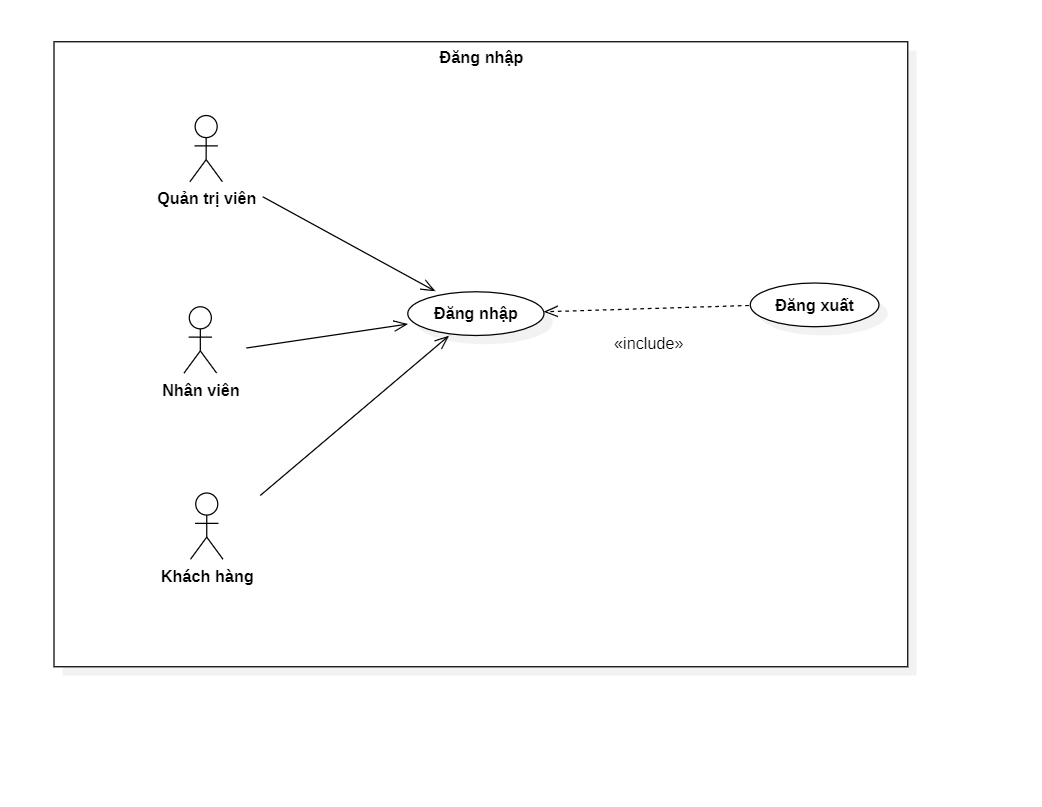 Đăng nhập
Quản trị viên
Đăng nhập
Đăng xuất
«include»
Nhân viên
Khách hàng